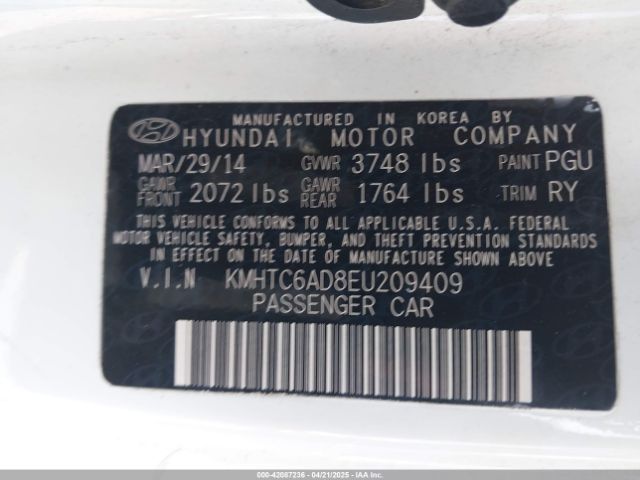 MANUFACTURED IN KOREA BY
HYUNDAI MOTOR COMPANY
MAR/29/14 GVWR 3748 lbs PAINT PGU
GAWR FRONT 2072 lbs GAWR REAR 1764 lbs TRIM RY
THIS VEHICLE CONFORMS TO ALL APPLICABLE U.S.A. FEDERAL
MOTOR VEHICLE SAFETY, BUMPER, AND THEFT PREVENTION STANDARDS
IN EFFECT ON THE DATE OF MANUFACTURE SHOWN ABOVE.
V.I.N KMHTC6AD8EU209409
PASSENGER CAR
000-42087236 - 04/21/2025 - IAAI.COM